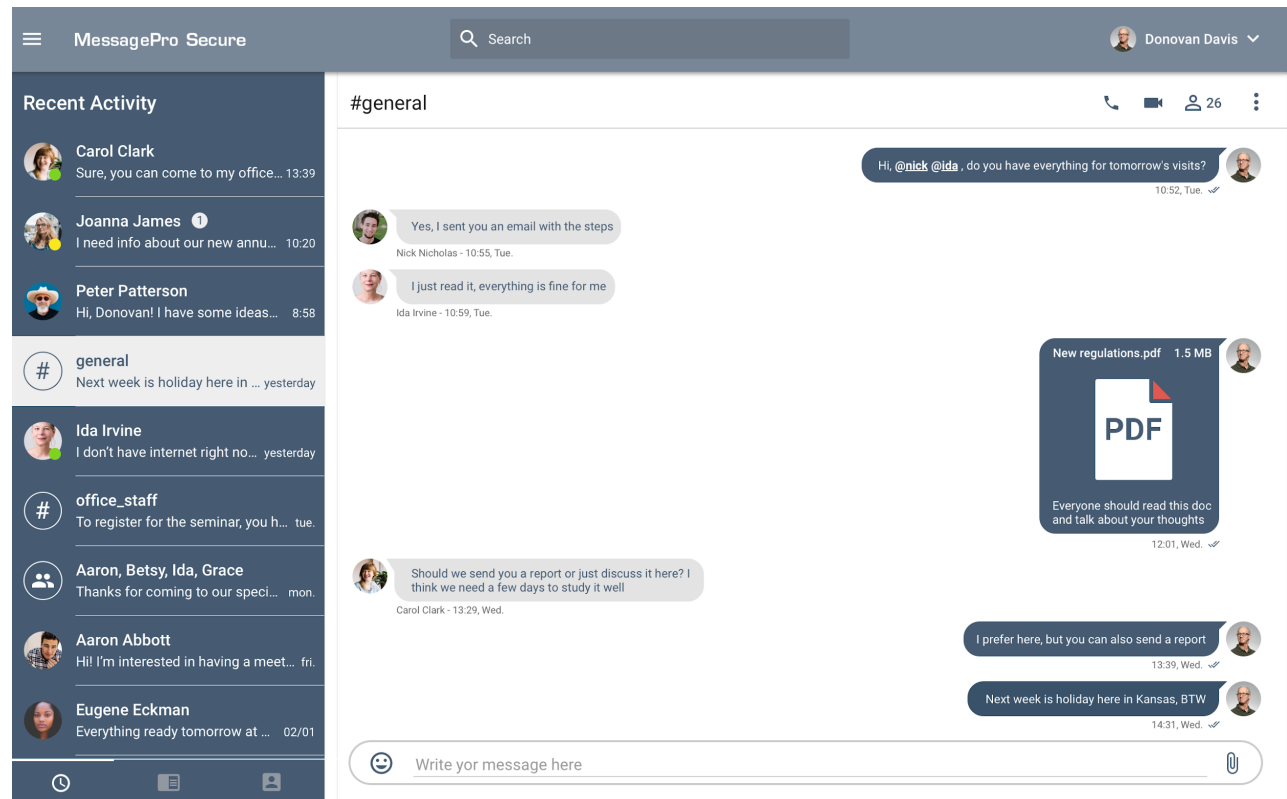 MessagePro Secure
Search
Donovan Davis
Recent Activity
Carol Clark
Sure, you can come to my office... 13:39
Joanna James 1
I need info about our new annu... 10:20
Peter Patterson
Hi, Donovan! I have some ideas... 8:58
# general
Next week is holiday here in ... yesterday
Ida Irvine
I don't have internet right no... yesterday
# office_staff
To register for the seminar, you h... tue.
Aaron, Betsy, Ida, Grace
Thanks for coming to our speci... mon.
Aaron Abbott
Hi! I'm interested in having a meet... fri.
Eugene Eckman
Everything ready tomorrow at ... 02/01
#general
26
Hi, @nick @ida , do you have everything for tomorrow's visits?
10:52, Tue.
Yes, I sent you an email with the steps
Nick Nicholas - 10:55, Tue.
I just read it, everything is fine for me
Ida Irvine - 10:59, Tue.
New regulations.pdf 1.5 MB
PDF
Everyone should read this doc
and talk about your thoughts
12:01, Wed.
Should we send you a report or just discuss it here? I
think we need a few days to study it well
Carol Clark - 13:29, Wed.
I prefer here, but you can also send a report
13:39, Wed.
Next week is holiday here in Kansas, BTW
14:31, Wed.
Write yor message here